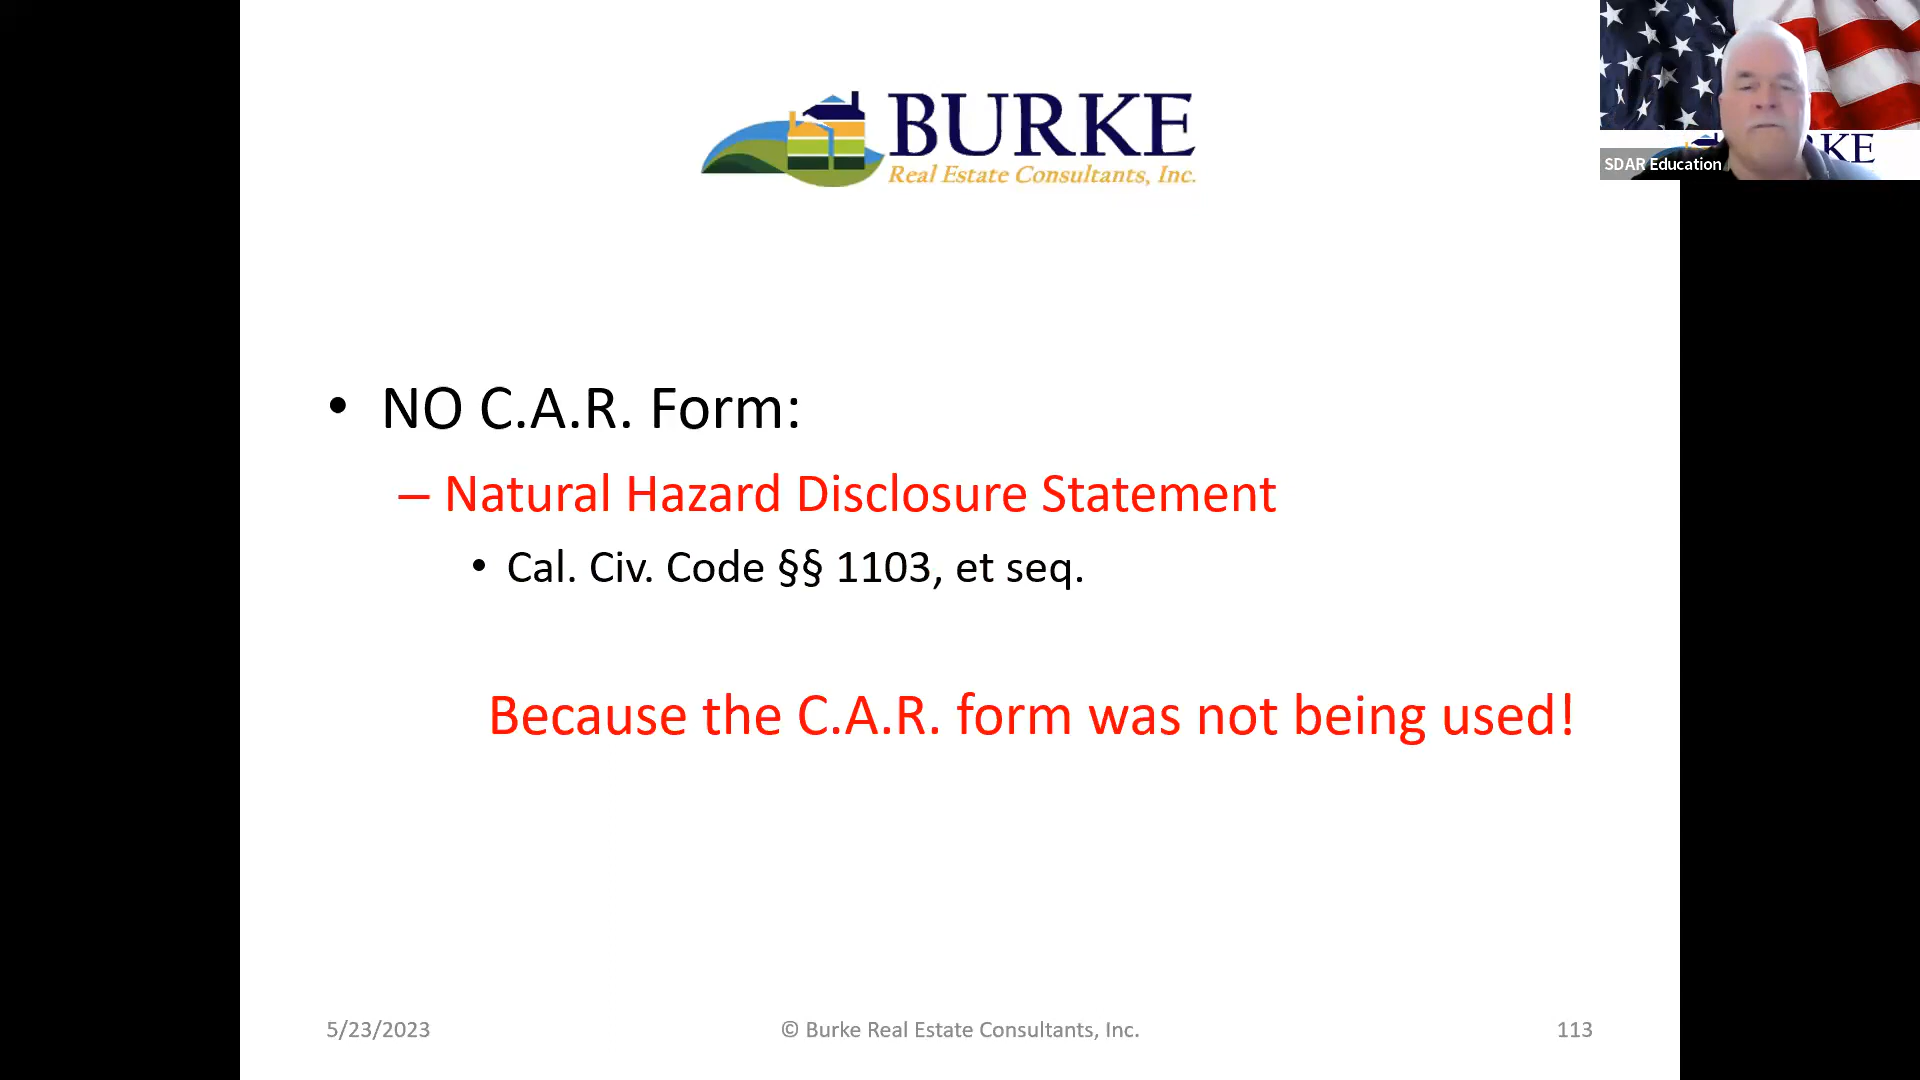 BURKE
Real Estate Consultants, Inc.
KE
SDAR Education
• NO C.A.R. Form:
– Natural Hazard Disclosure Statement
• Cal. Civ. Code §§ 1103, et seq.
Because the C.A.R. form was not being used!
5/23/2023
© Burke Real Estate Consultants, Inc.
113